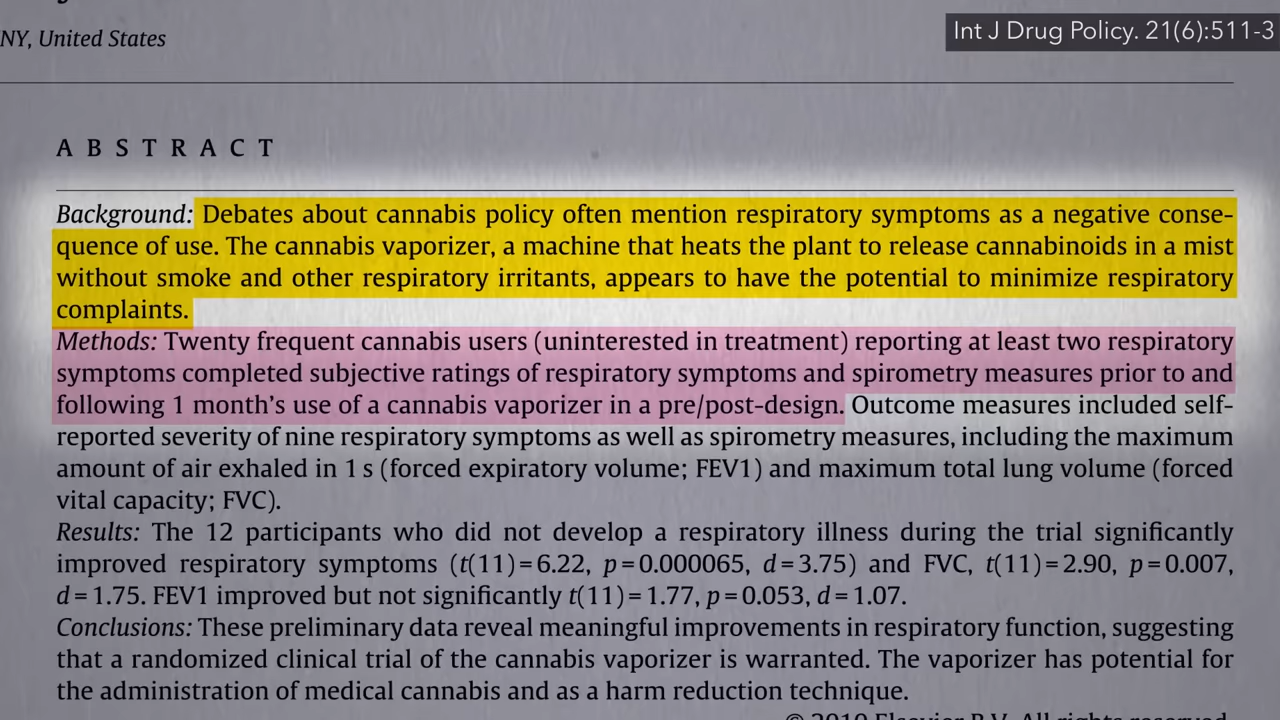 NY, United States
Int J Drug Policy. 21(6):511-3
A B S T R A C T
Background: Debates about cannabis policy often mention respiratory symptoms as a negative conse-
quence of use. The cannabis vaporizer, a machine that heats the plant to release cannabinoids in a mist
without smoke and other respiratory irritants, appears to have the potential to minimize respiratory
complaints.
Methods: Twenty frequent cannabis users (uninterested in treatment) reporting at least two respiratory
symptoms completed subjective ratings of respiratory symptoms and spirometry measures prior to and
following 1 month's use of a cannabis vaporizer in a pre/post-design. Outcome measures included self-
reported severity of nine respiratory symptoms as well as spirometry measures, including the maximum
amount of air exhaled in 1 s (forced expiratory volume; FEV1) and maximum total lung volume (forced
vital capacity; FVC).
Results: The 12 participants who did not develop a respiratory illness during the trial significantly
improved respiratory symptoms (t(11)=6.22, p=0.000065, d=3.75) and FVC, t(11)=2.90, p=0.007,
d=1.75. FEV1 improved but not significantly t(11)=1.77, p=0.053, d=1.07.
Conclusions: These preliminary data reveal meaningful improvements in respiratory function, suggesting
that a randomized clinical trial of the cannabis vaporizer is warranted. The vaporizer has potential for
the administration of medical cannabis and as a harm reduction technique.
© 2010 Elsevier B.V. All rights reserved.